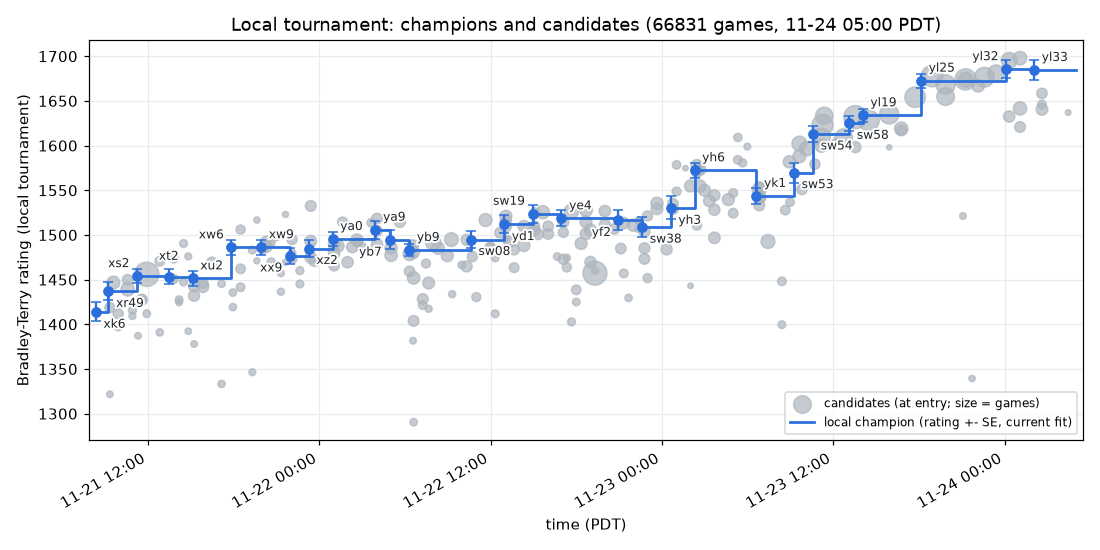 Local tournament: champions and candidates (66831 games, 11-24 05:00 PDT)
Bradley-Terry rating (local tournament)
1700
1650
1600
1550
1500
1450
1400
1350
1300
xk6
xr49
xs2
xt2
xu2
xw6
xw9
xx9
xz2
ya0
yb7
ya9
yb9
sw08
sw19
yd1
ye4
yf2
sw38
yh3
yh6
yk1
sw53
sw54
sw58
yl19
yl25
yl32
yl33
candidates (at entry; size = games)
local champion (rating +- SE, current fit)
11-21 12:00
11-22 00:00
11-22 12:00
11-23 00:00
11-23 12:00
11-24 00:00
time (PDT)